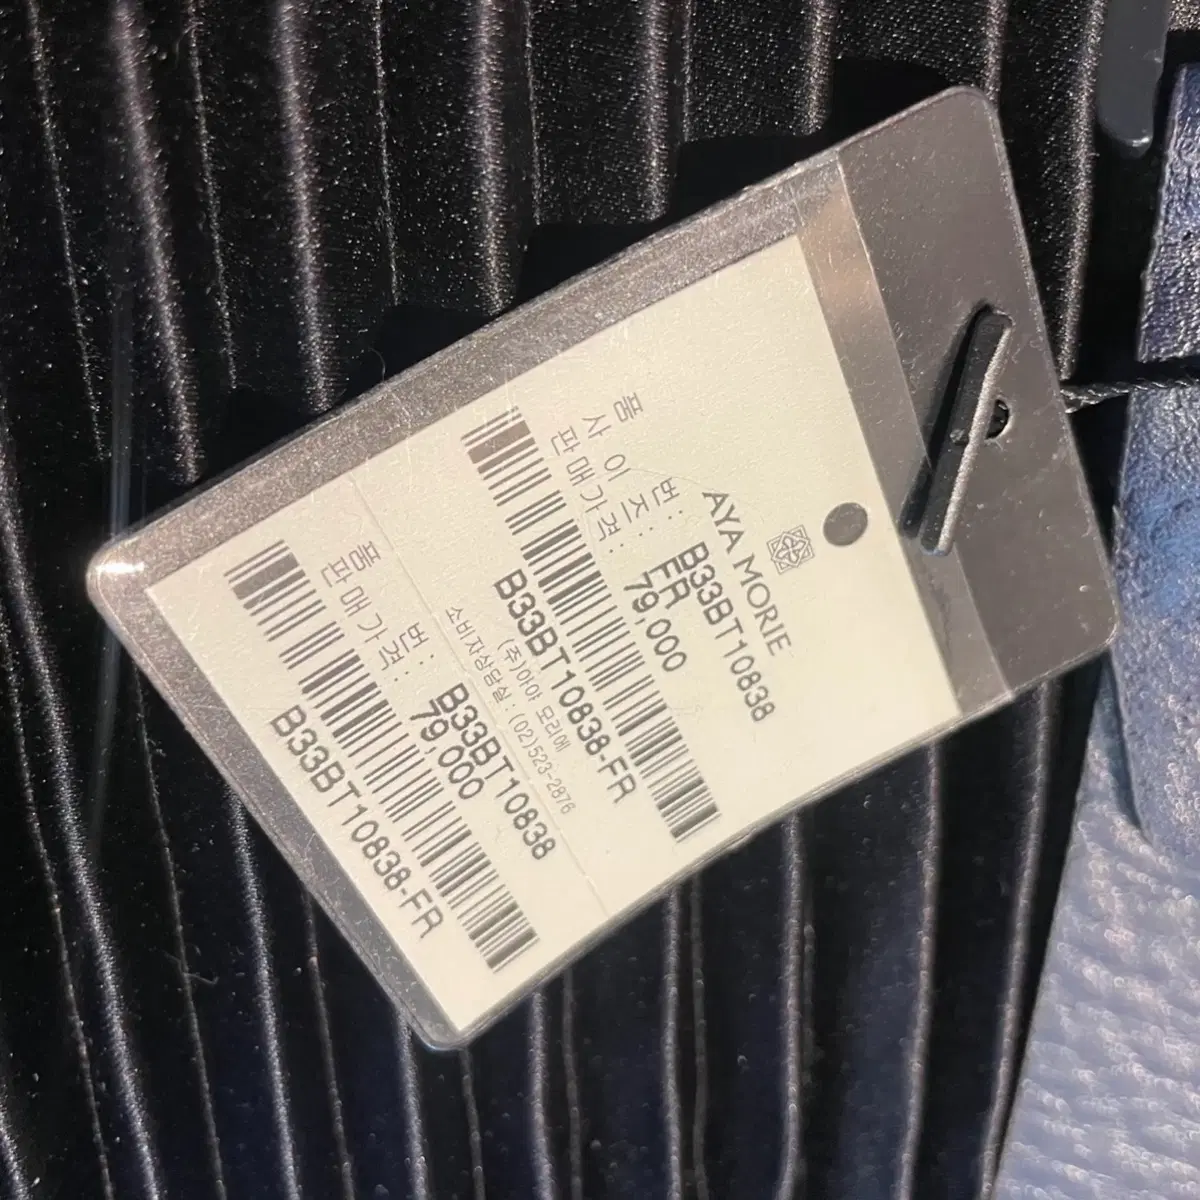 AYA MORIE
품 번 : B33BT10838
사 이 즈 : FR
판매가격 : 79,000
B33BT10838-FR
(주)아야 모리에
소비자상담실 : (02)523-2876
품 번 : B33BT10838
판매가격 : 79,000
B33BT10838-FR